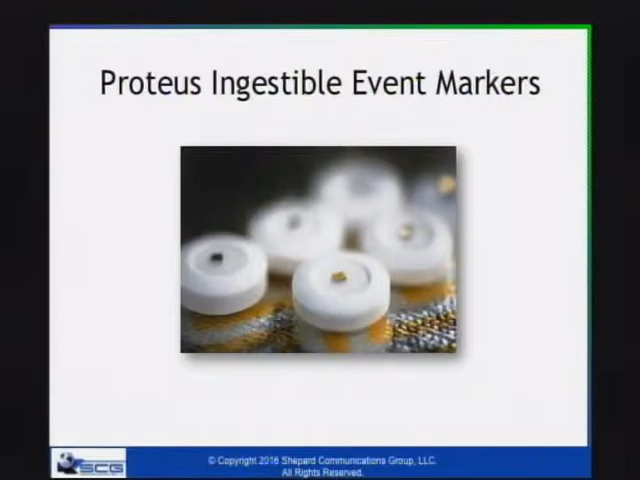 Proteus Ingestible Event Markers
SCG
© Copyright 2016 Shepard Communications Group, LLC.
All Rights Reserved.